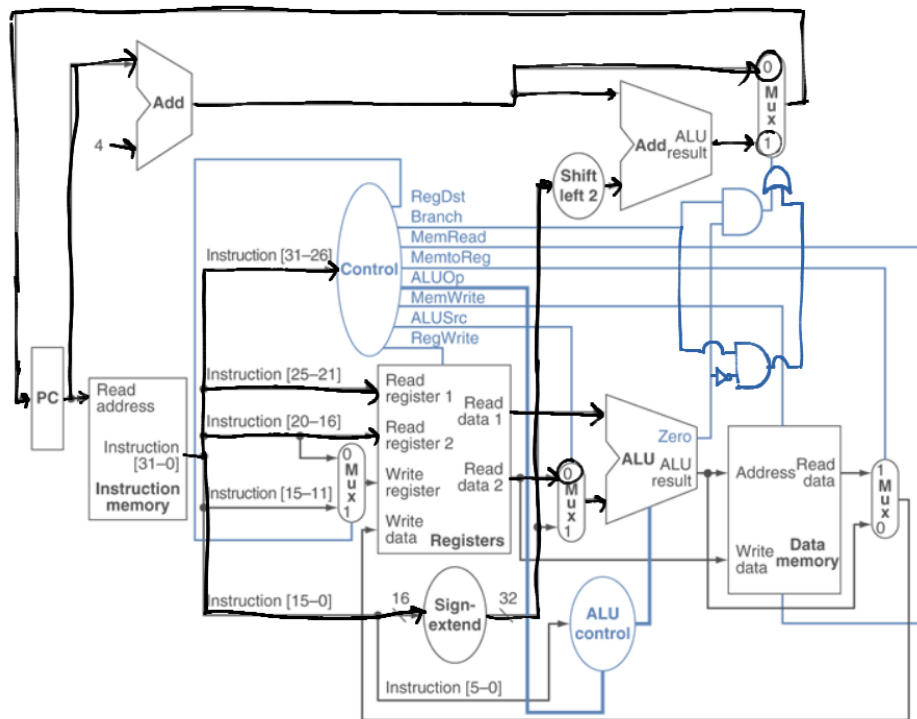 0
M
u
x
1
Add
4
Add
ALU
result
Shift
left 2
RegDst
Branch
MemRead
MemtoReg
ALUOp
MemWrite
ALUSrc
RegWrite
Control
Instruction [31–26]
Instruction [25–21]
Instruction [20–16]
Instruction [15–11]
Instruction [15–0]
Instruction [5–0]
PC
Read
address
Instruction
[31–0]
Instruction
memory
0
M
u
x
1
Read
register 1
Read
register 2
Write
register
Write
data
Read
data 1
Read
data 2
Registers
0
M
u
x
1
Zero
ALU
ALU
result
Address
Read
data
Write
data
Data
memory
1
M
u
x
0
16
Sign-
extend
32
ALU
control